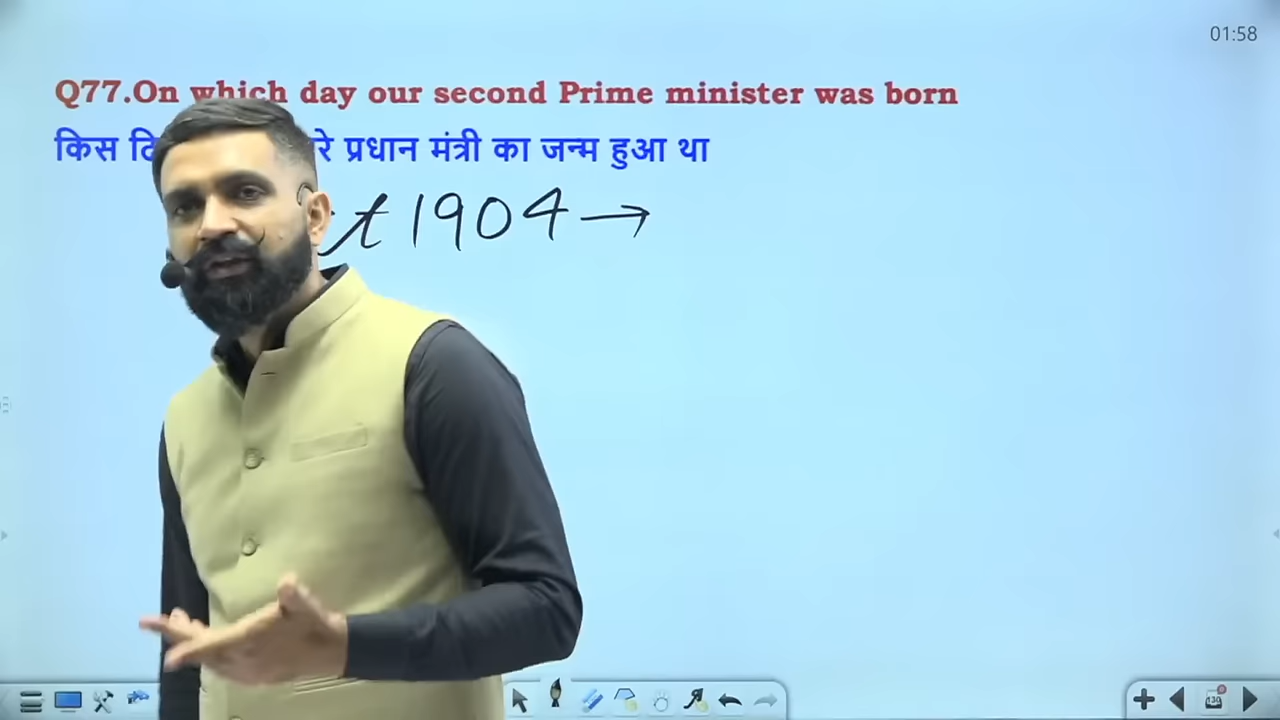 01:58
Q77.On which day our second Prime minister was born
किस प्रधान मंत्री का जन्म हुआ था
1904 →